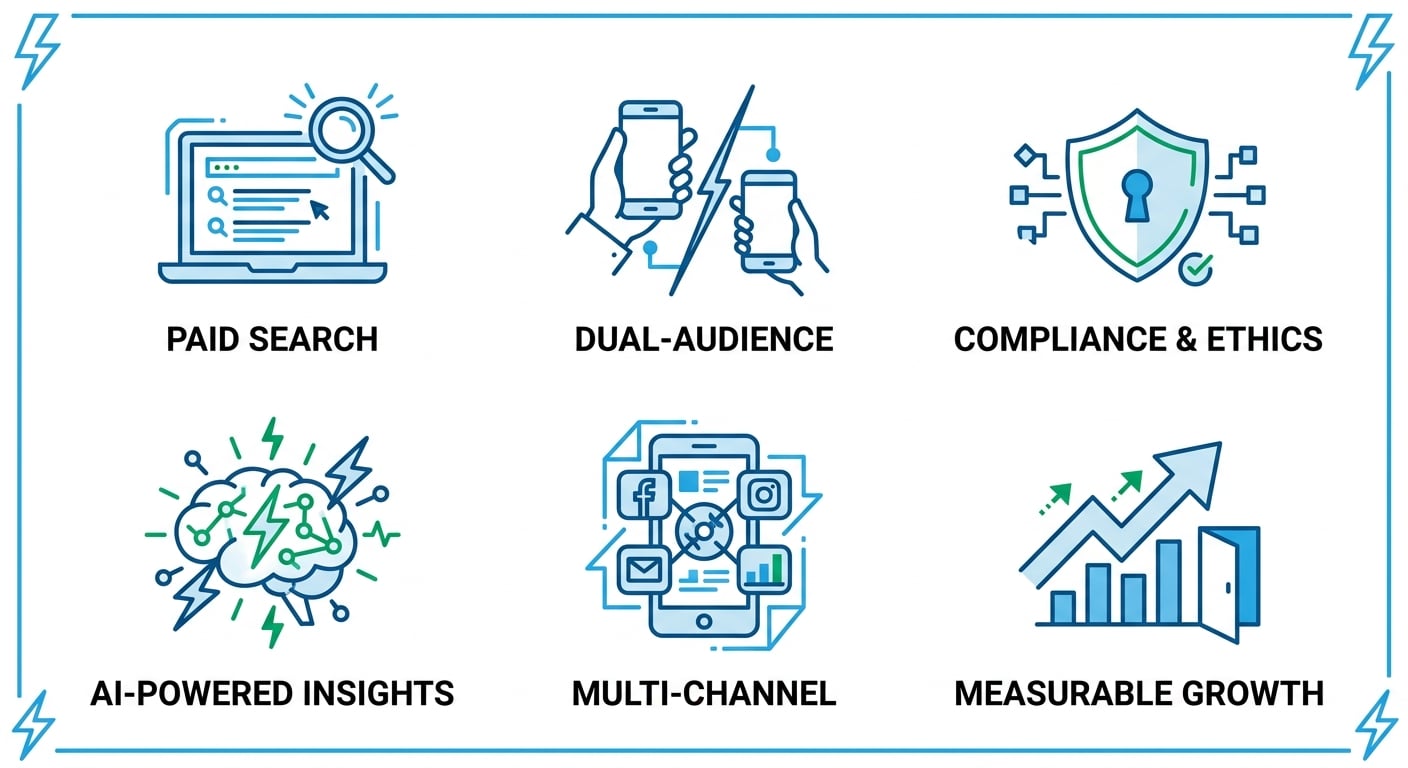 PAID SEARCH
DUAL-AUDIENCE
COMPLIANCE & ETHICS
AI-POWERED INSIGHTS
MULTI-CHANNEL
MEASURABLE GROWTH